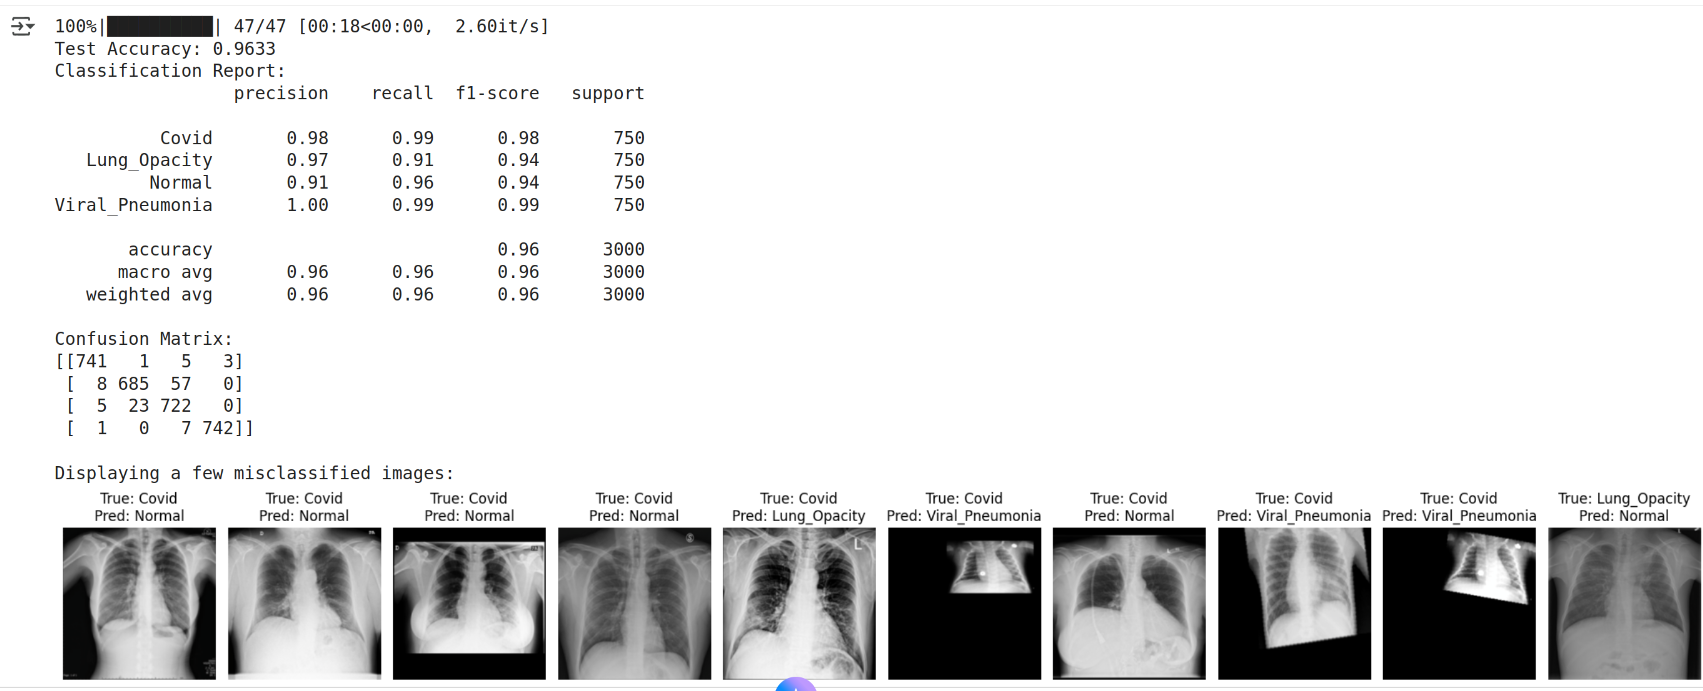 100%|██████████| 47/47 [00:18<00:00,  2.60it/s]
Test Accuracy: 0.9633
Classification Report:
precision recall f1-score support
Covid 0.98 0.99 0.98 750
Lung_Opacity 0.97 0.91 0.94 750
Normal 0.91 0.96 0.94 750
Viral_Pneumonia 1.00 0.99 0.99 750
accuracy 0.96 3000
macro avg 0.96 0.96 0.96 3000
weighted avg 0.96 0.96 0.96 3000
Confusion Matrix:
[[741 1 5 3]
[ 8 685 57 0]
[ 5 23 722 0]
[ 1 0 7 742]]
Displaying a few misclassified images:
True: Covid True: Covid True: Covid True: Covid True: Covid True: Covid True: Covid True: Covid True: Covid True: Lung_Opacity
Pred: Normal Pred: Normal Pred: Normal Pred: Normal Pred: Lung_Opacity Pred: Viral_Pneumonia Pred: Normal Pred: Viral_Pneumonia Pred: Viral_Pneumonia Pred: Normal
L